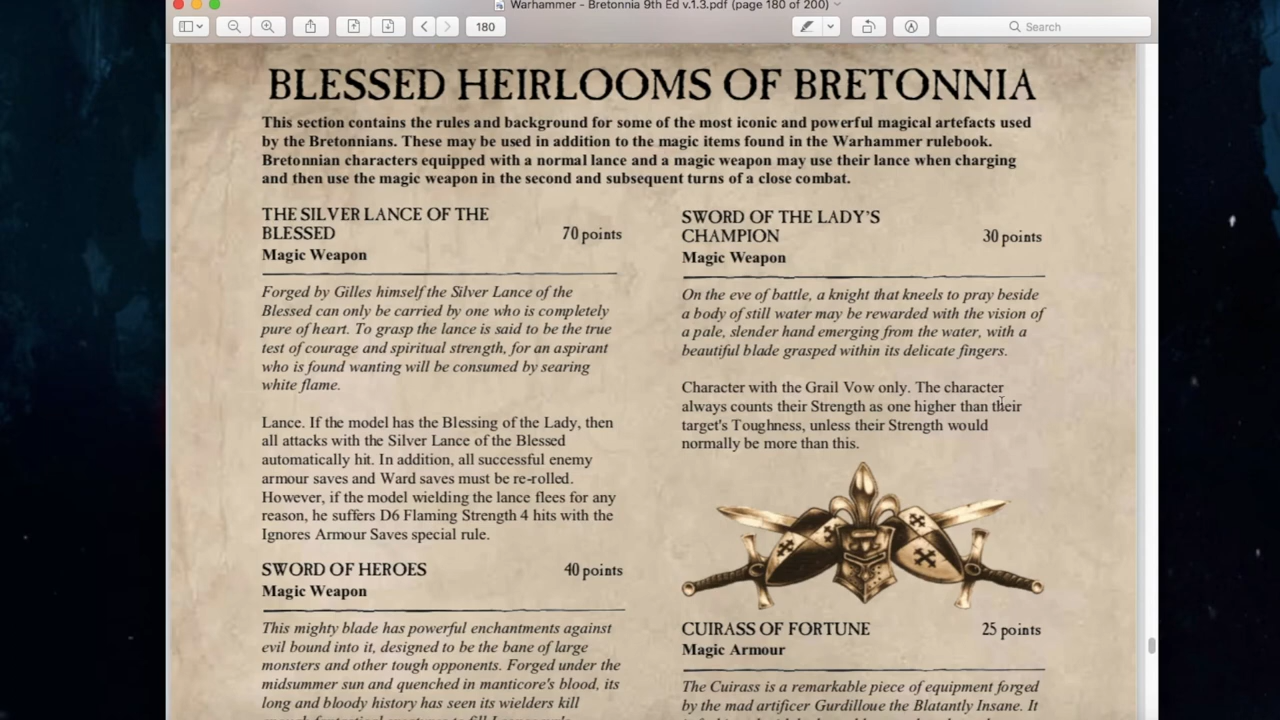 Warhammer - Bretonnia 9th Ed v.1.3.pdf (page 180 of 200)
180
Search
BLESSED HEIRLOOMS OF BRETONNIA
This section contains the rules and background for some of the most iconic and powerful magical artefacts used
by the Bretonnians. These may be used in addition to the magic items found in the Warhammer rulebook.
Bretonnian characters equipped with a normal lance and a magic weapon may use their lance when charging
and then use the magic weapon in the second and subsequent turns of a close combat.
THE SILVER LANCE OF THE
BLESSED 70 points
Magic Weapon
Forged by Gilles himself the Silver Lance of the
Blessed can only be carried by one who is completely
pure of heart. To grasp the lance is said to be the true
test of courage and spiritual strength, for an aspirant
who is found wanting will be consumed by searing
white flame.
Lance. If the model has the Blessing of the Lady, then
all attacks with the Silver Lance of the Blessed
automatically hit. In addition, all successful enemy
armour saves and Ward saves must be re-rolled.
However, if the model wielding the lance flees for any
reason, he suffers D6 Flaming Strength 4 hits with the
Ignores Armour Saves special rule.
SWORD OF HEROES 40 points
Magic Weapon
This mighty blade has powerful enchantments against
evil bound into it, designed to be the bane of large
monsters and other tough opponents. Forged under the
midsummer sun and quenched in manticore's blood, its
long and bloody history has seen its wielders kill
SWORD OF THE LADY'S
CHAMPION 30 points
Magic Weapon
On the eve of battle, a knight that kneels to pray beside
a body of still water may be rewarded with the vision of
a pale, slender hand emerging from the water, with a
beautiful blade grasped within its delicate fingers.
Character with the Grail Vow only. The character
always counts their Strength as one higher than their
target's Toughness, unless their Strength would
normally be more than this.
CUIRASS OF FORTUNE 25 points
Magic Armour
The Cuirass is a remarkable piece of equipment forged
by the mad artificer Gurdilloue the Blatantly Insane. It